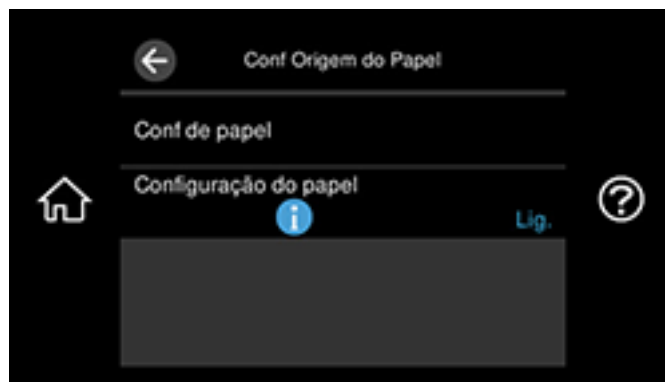 Conf Origem do Papel
Conf de papel
Configuração do papel
Lig.